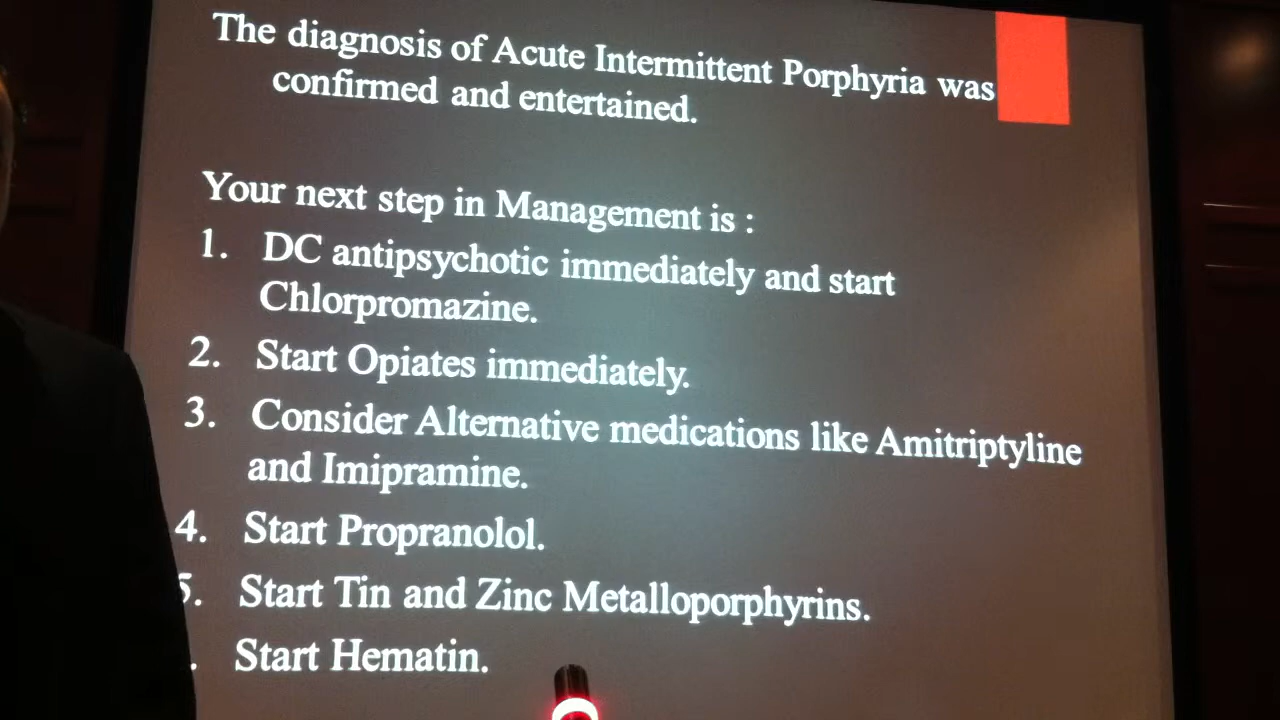 The diagnosis of Acute Intermittent Porphyria was
confirmed and entertained.
Your next step in Management is :
1. DC antipsychotic immediately and start
Chlorpromazine.
2. Start Opiates immediately.
3. Consider Alternative medications like Amitriptyline
and Imipramine.
4. Start Propranolol.
5. Start Tin and Zinc Metalloporphyrins.
. Start Hematin.